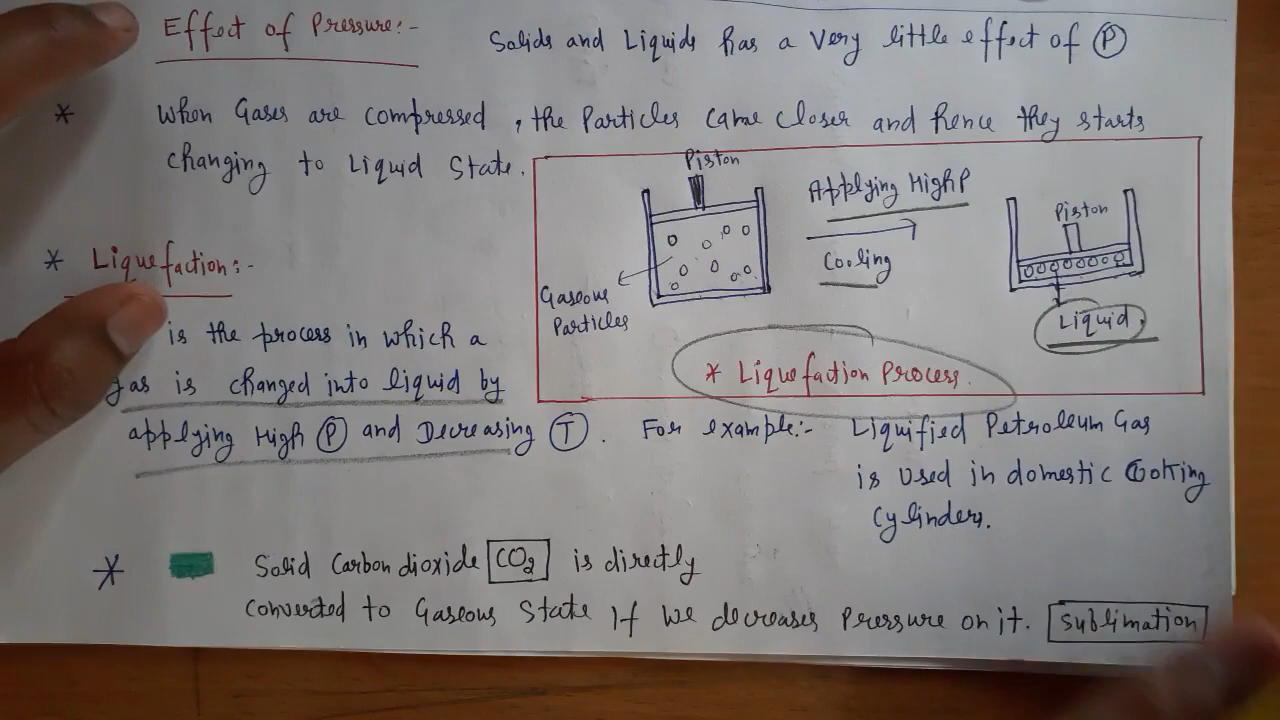 Effect of Pressure:-
Solids and Liquids has a very little effect of P
* When Gases are compressed, the Particles came closer and hence they starts
changing to Liquid State.
Piston
Applying High P
Cooling
Gaseous
Particles
Piston
Liquid
* Liquefaction Process.
* Liquefaction:-
is the process in which a
gas is changed into liquid by
applying High P and Decreasing T. For example:- Liquified Petroleum Gas
is used in domestic Cooking
Cylinders.
* Solid Carbon dioxide CO2 is directly
converted to Gaseous State If We decreases Pressure on it. Sublimation